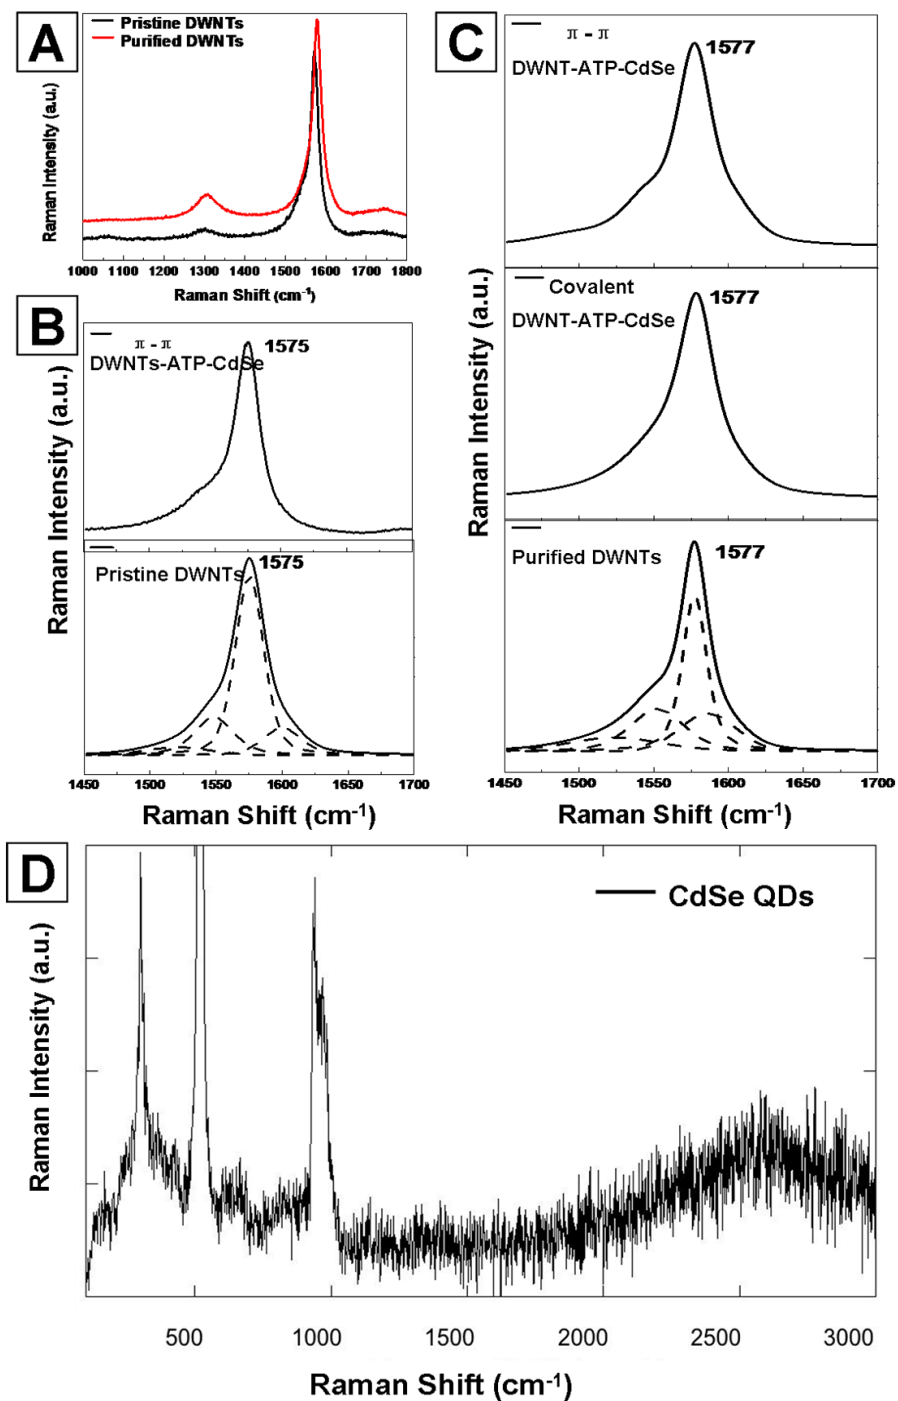 A
Pristine DWNTs
Purified DWNTs
Raman Intensity (a.u.)
1000 1100 1200 1300 1400 1500 1600 1700 1800
Raman Shift (cm-1)
B
π - π
1575
DWNTs-ATP-CdSe
1575
Pristine DWNTs
Raman Intensity (a.u.)
1450 1500 1550 1600 1650 1700
Raman Shift (cm-1)
C
π - π
1577
DWNT-ATP-CdSe
Covalent
1577
DWNT-ATP-CdSe
1577
Purified DWNTs
Raman Intensity (a.u.)
1450 1500 1550 1600 1650 1700
Raman Shift (cm-1)
D
CdSe QDs
Raman Intensity (a.u.)
500 1000 1500 2000 2500 3000
Raman Shift (cm-1)